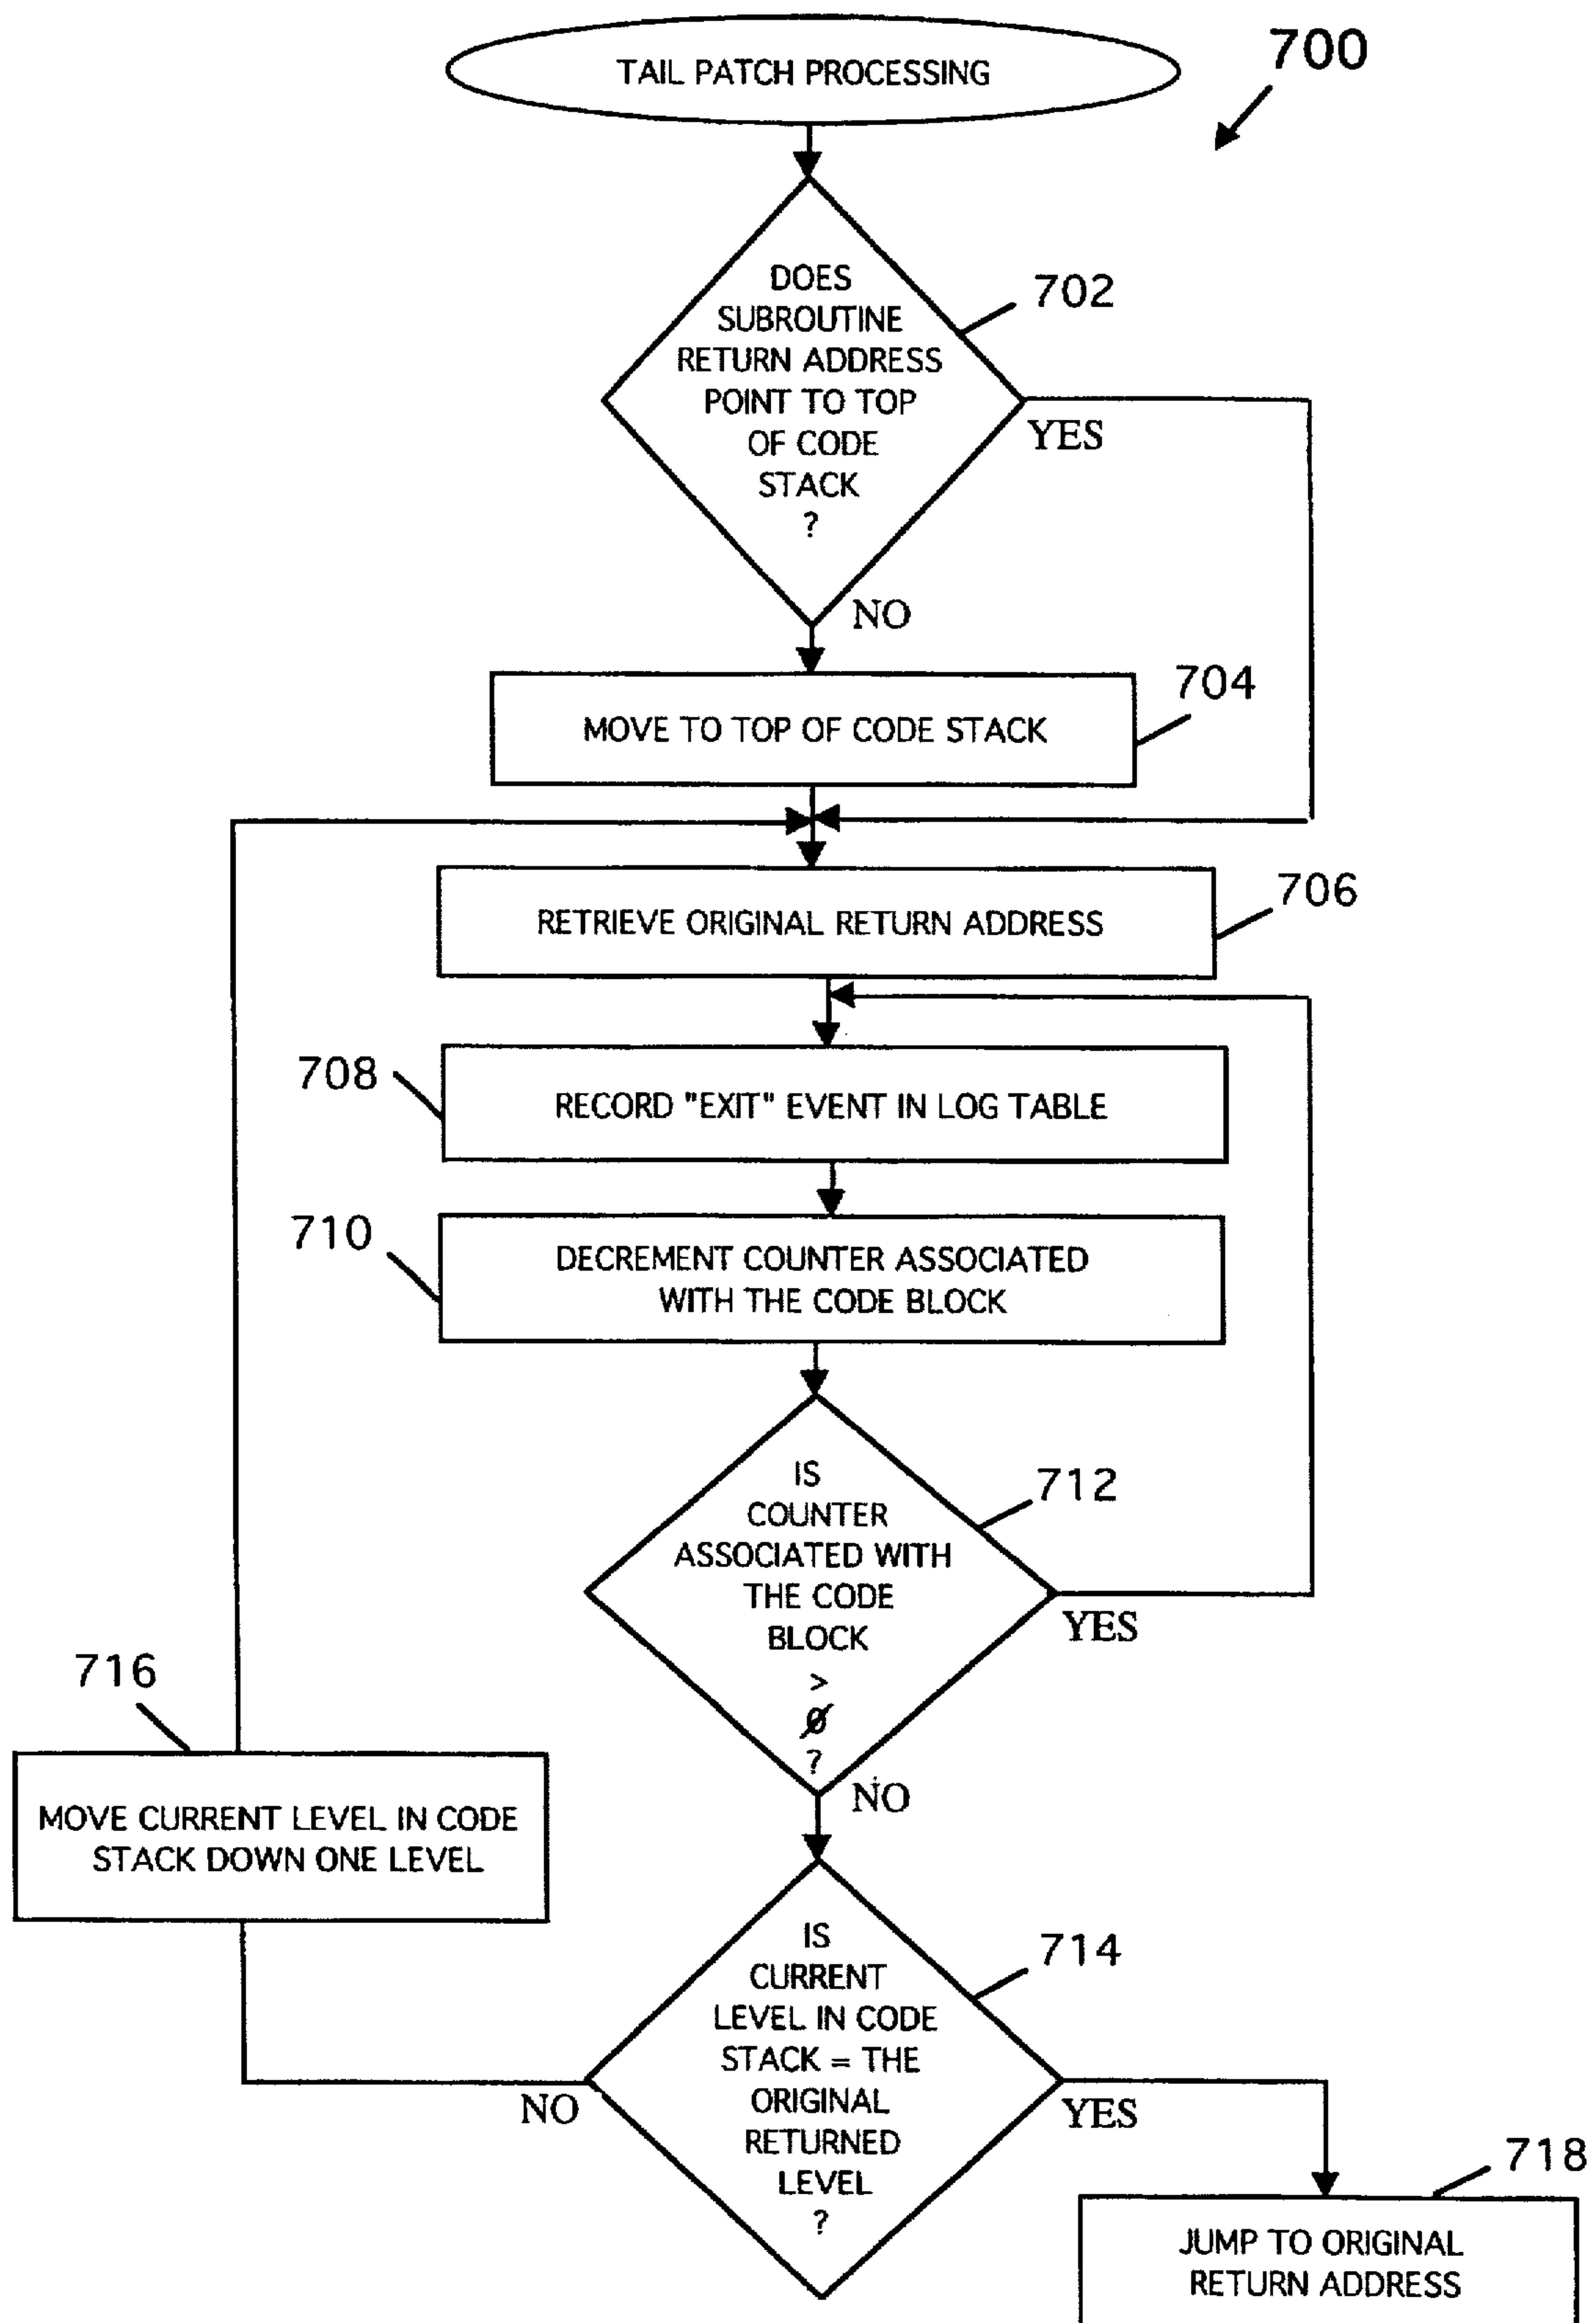 TAIL PATCH PROCESSING
700
DOES
SUBROUTINE
RETURN ADDRESS
POINT TO TOP
OF CODE
STACK
?
702
YES
NO
704
MOVE TO TOP OF CODE STACK
706
RETRIEVE ORIGINAL RETURN ADDRESS
708
RECORD "EXIT" EVENT IN LOG TABLE
710
DECREMENT COUNTER ASSOCIATED
WITH THE CODE BLOCK
IS
COUNTER
ASSOCIATED WITH
THE CODE
BLOCK
>
0
?
712
YES
NO
716
MOVE CURRENT LEVEL IN CODE
STACK DOWN ONE LEVEL
IS
CURRENT
LEVEL IN CODE
STACK = THE
ORIGINAL
RETURNED
LEVEL
?
714
NO
YES
718
JUMP TO ORIGINAL
RETURN ADDRESS